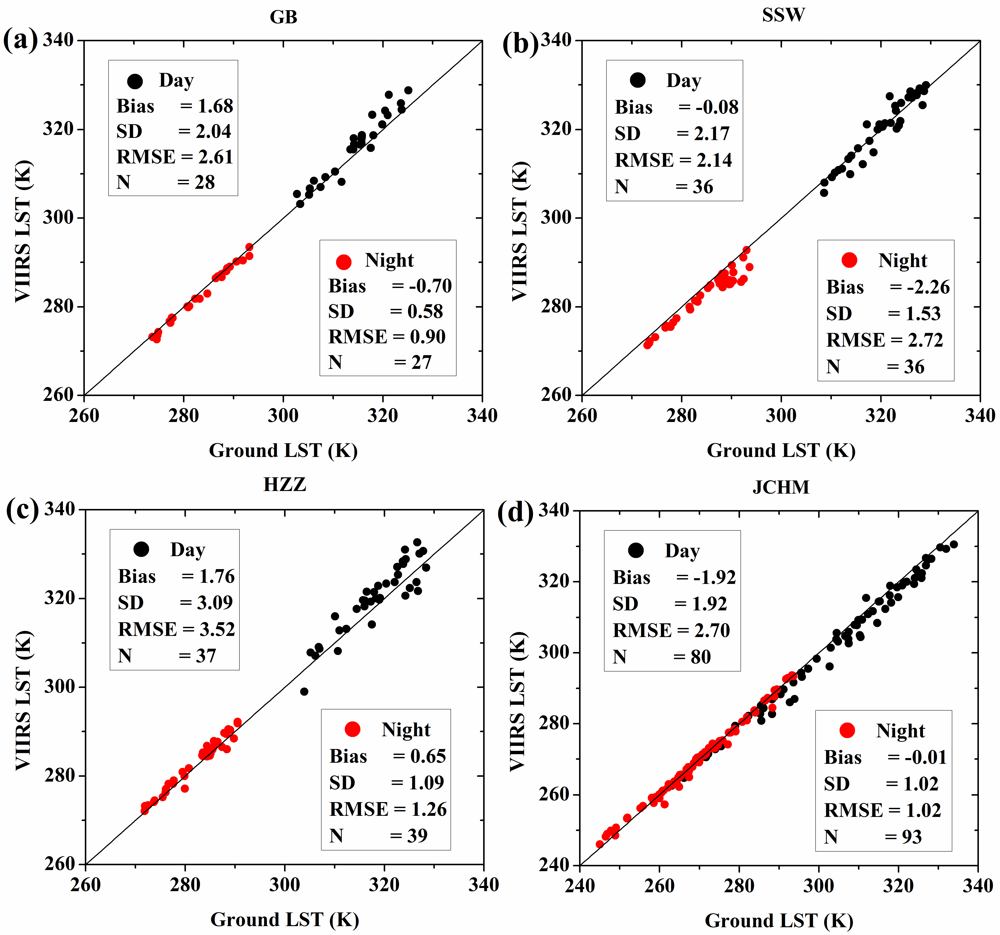 GB
(a)
340
320
300
280
260
260 280 300 320 340
VIIRS LST (K)
Ground LST (K)
Day
Bias = 1.68
SD = 2.04
RMSE = 2.61
N = 28
Night
Bias = -0.70
SD = 0.58
RMSE = 0.90
N = 27
SSW
(b)
340
320
300
280
260
260 280 300 320 340
VIIRS LST (K)
Ground LST (K)
Day
Bias = -0.08
SD = 2.17
RMSE = 2.14
N = 36
Night
Bias = -2.26
SD = 1.53
RMSE = 2.72
N = 36
HZZ
(c)
340
320
300
280
260
260 280 300 320 340
VIIRS LST (K)
Ground LST (K)
Day
Bias = 1.76
SD = 3.09
RMSE = 3.52
N = 37
Night
Bias = 0.65
SD = 1.09
RMSE = 1.26
N = 39
JCHM
(d)
340
320
300
280
260
240
240 260 280 300 320 340
VIIRS LST (K)
Ground LST (K)
Day
Bias = -1.92
SD = 1.92
RMSE = 2.70
N = 80
Night
Bias = -0.01
SD = 1.02
RMSE = 1.02
N = 93